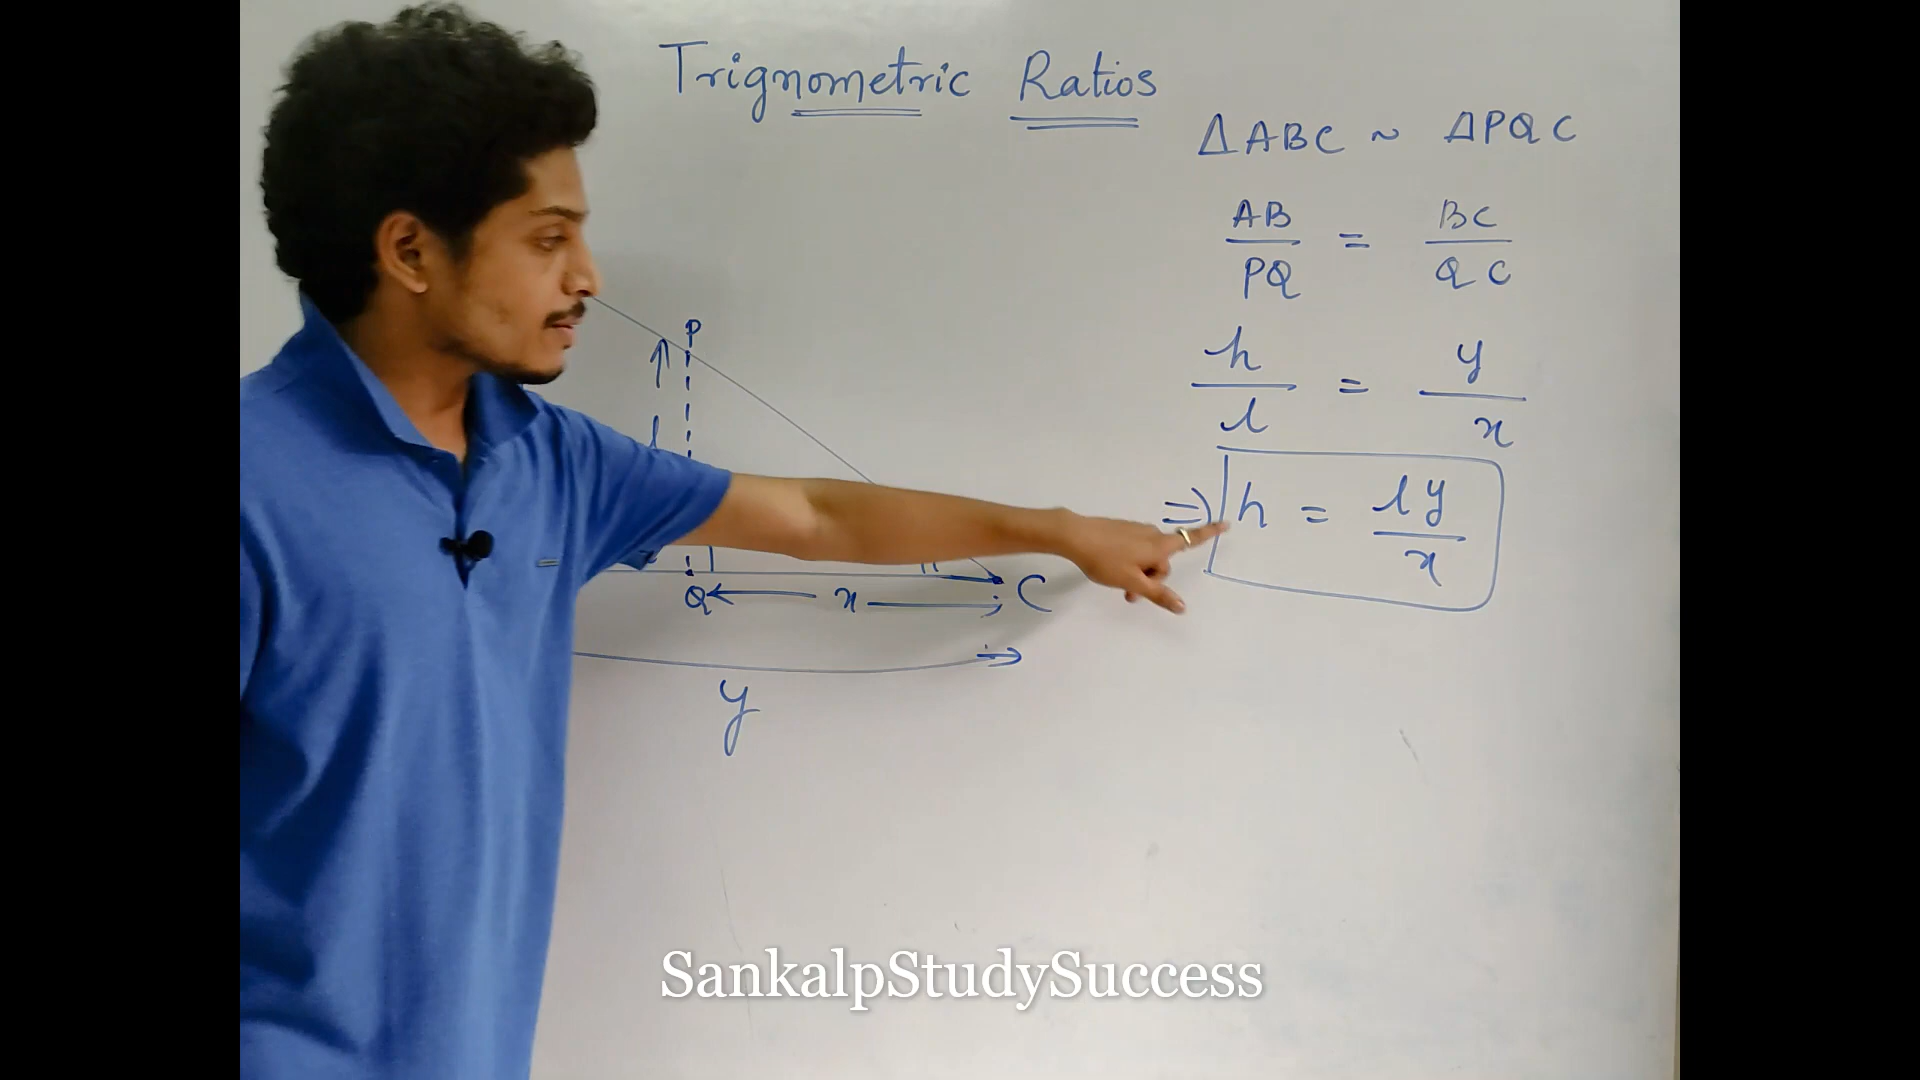 Trignometric Ratios
ΔABC ~ ΔPQC
AB/PQ = BC/QC
h/l = y/x
⇒ h = ly/x
P
l
Q x C
y
SankalpStudySuccess